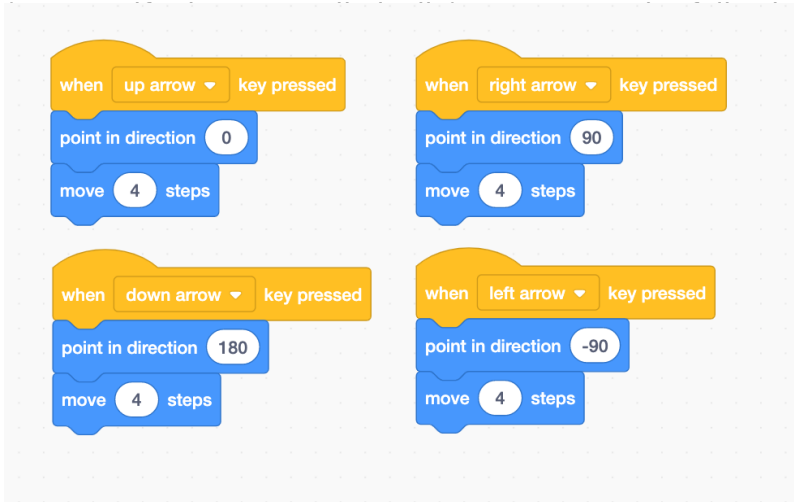 when up arrow key pressed
point in direction 0
move 4 steps
when right arrow key pressed
point in direction 90
move 4 steps
when down arrow key pressed
point in direction 180
move 4 steps
when left arrow key pressed
point in direction -90
move 4 steps